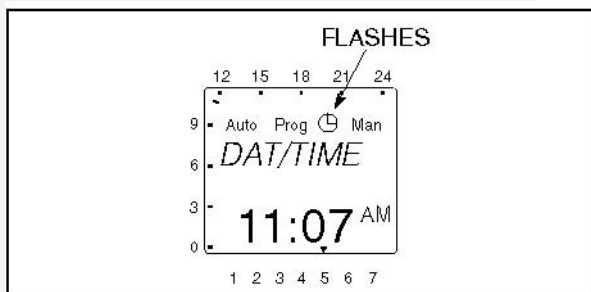 FLASHES
12 15 18 21 24
9 Auto Prog Man
DAT/TIME
6
3
11:07 AM
0
1 2 3 4 5 6 7